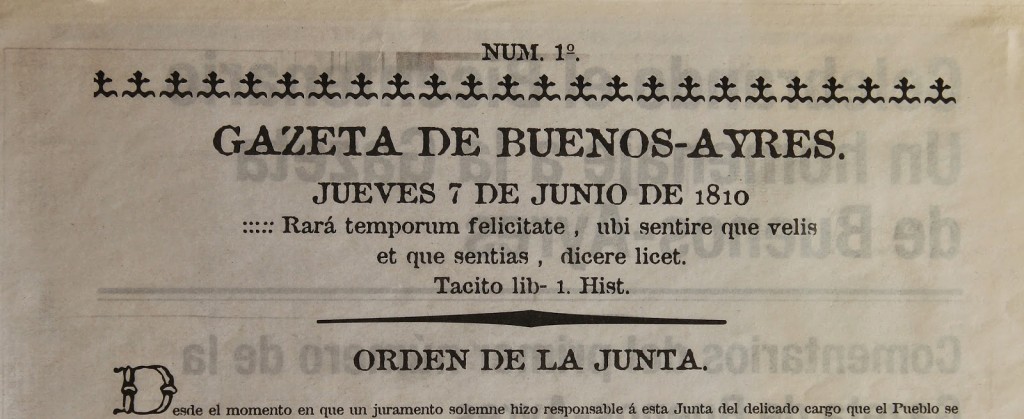 NUM. 1º.
GAZETA DE BUENOS-AYRES.
JUEVES 7 DE JUNIO DE 1810
::::: Rará temporum felicitate , ubi sentire que velis
et que sentias , dicere licet.
Tacito lib- 1. Hist.
ORDEN DE LA JUNTA.
Desde el momento en que un juramento solemne hizo responsable á esta Junta del delicado cargo que el Pueblo se